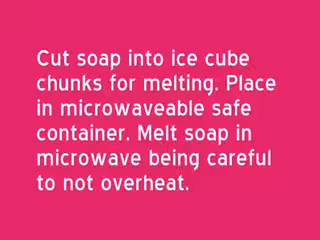 Cut soap into ice cube
chunks for melting. Place
in microwaveable safe
container. Melt soap in
microwave being careful
to not overheat.